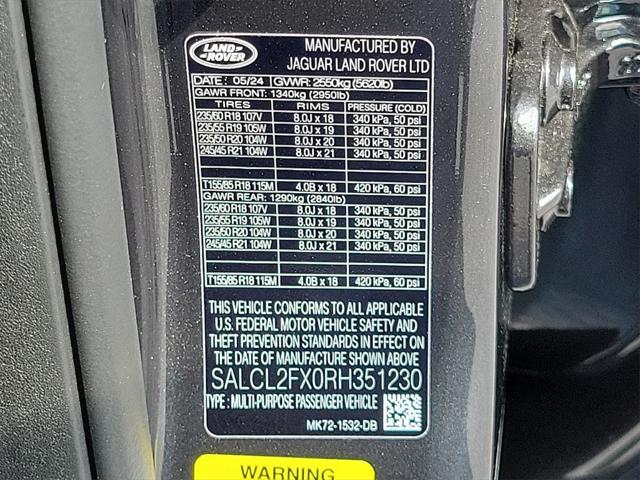 LAND
ROVER
MANUFACTURED BY
JAGUAR LAND ROVER LTD
DATE: 05/24 GVWR: 2550kg (5620lb)
GAWR FRONT: 1340kg (2950lb)
TIRES RIMS PRESSURE (COLD)
235/60 R18 107V 8.0J x 18 340 kPa, 50 psi
235/55 R19 105W 8.0J x 19 340 kPa, 50 psi
235/50 R20 104W 8.0J x 20 340 kPa, 50 psi
245/45 R21 104W 8.0J x 21 340 kPa, 50 psi
T155/85 R18 115M 4.0B x 18 420 kPa, 60 psi
GAWR REAR: 1290kg (2840lb)
235/60 R18 107V 8.0J x 18 340 kPa, 50 psi
235/55 R19 105W 8.0J x 19 340 kPa, 50 psi
235/50 R20 104W 8.0J x 20 340 kPa, 50 psi
245/45 R21 104W 8.0J x 21 340 kPa, 50 psi
T155/85 R18 115M 4.0B x 18 420 kPa, 60 psi
THIS VEHICLE CONFORMS TO ALL APPLICABLE
U.S. FEDERAL MOTOR VEHICLE SAFETY AND
THEFT PREVENTION STANDARDS IN EFFECT ON
THE DATE OF MANUFACTURE SHOWN ABOVE
SALCL2FX0RH351230
TYPE : MULTI-PURPOSE PASSENGER VEHICLE
MK72-1532-DB
WARNING